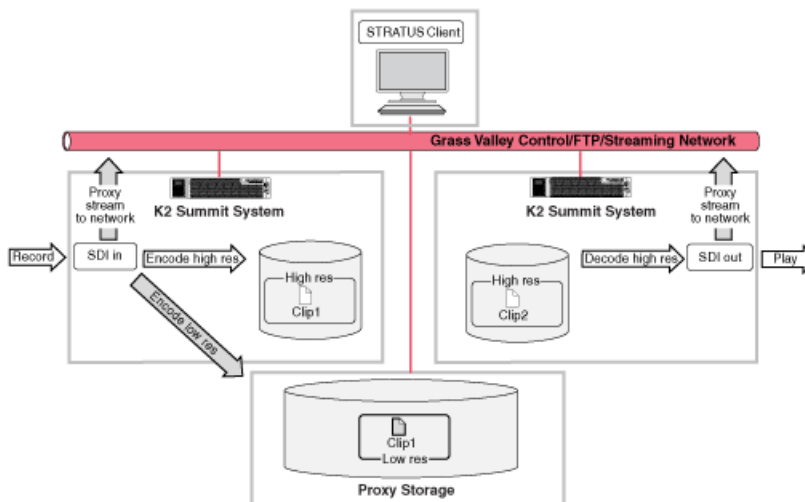 STRATUS Client
Grass Valley Control/FTP/Streaming Network
Proxy
stream
to network
K2 Summit System
Record
SDI in
Encode high res
High res
Clip1
Encode low res
K2 Summit System
Proxy
stream
to network
High res
Clip2
Decode high res
SDI out
Play
Clip1
Low res
Proxy Storage